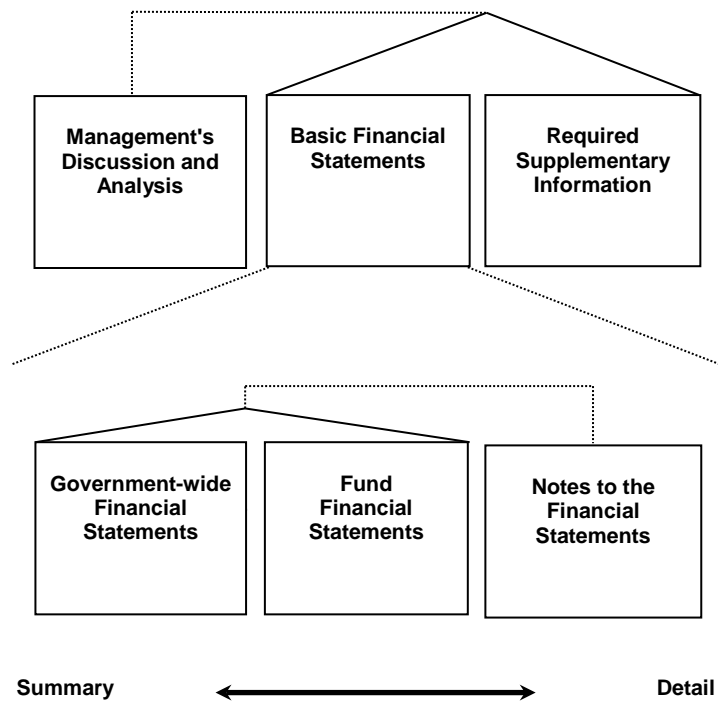 Management's
Discussion and
Analysis
Basic Financial
Statements
Required
Supplementary
Information
Government-wide
Financial
Statements
Fund
Financial
Statements
Notes to the
Financial
Statements
Summary
Detail